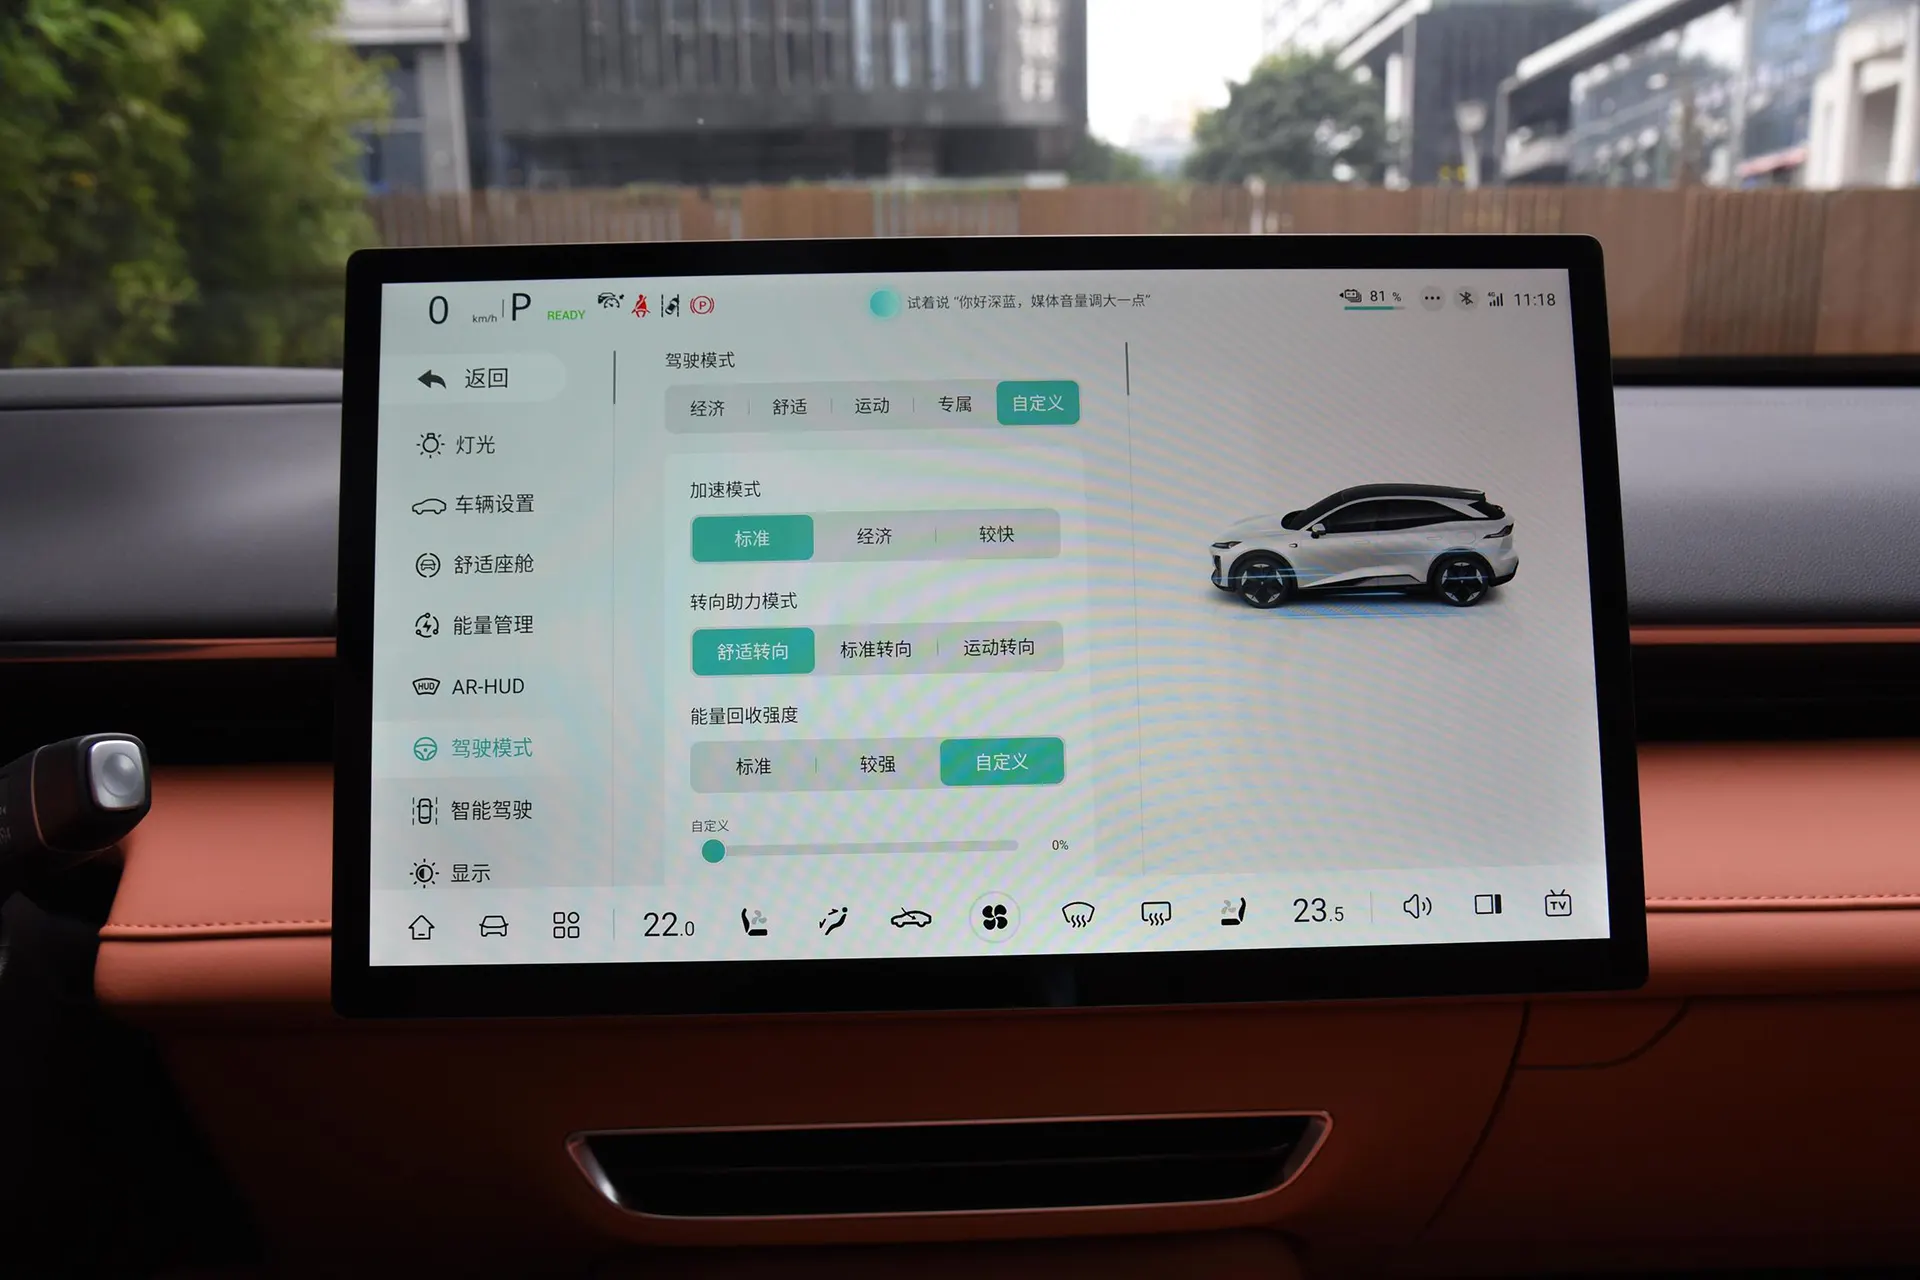 0 km/h P READY
试着说“你好深蓝，媒体音量调大一点”
81 % 4G 11:18
返回
灯光
车辆设置
舒适座舱
能量管理
HUD AR-HUD
驾驶模式
智能驾驶
显示
驾驶模式
经济 舒适 运动 专属 自定义
加速模式
标准 经济 较快
转向助力模式
舒适转向 标准转向 运动转向
能量回收强度
标准 较强 自定义
自定义
0%
22.0 23.5 TV